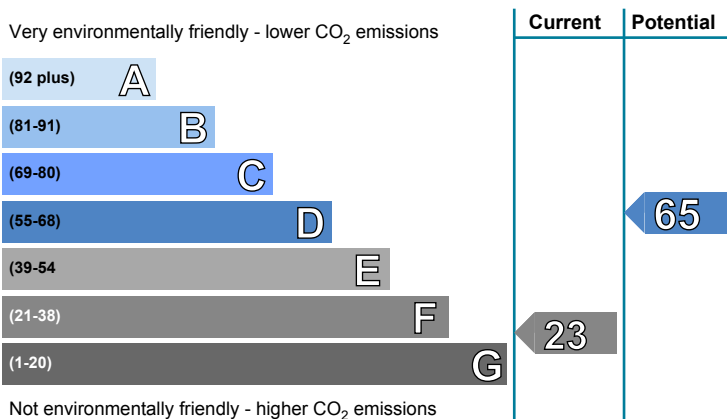 Current Potential
Very environmentally friendly - lower CO2 emissions
(92 plus) A
(81-91) B
(69-80) C
(55-68) D
65
(39-54 E
(21-38) F
23
(1-20) G
Not environmentally friendly - higher CO2 emissions